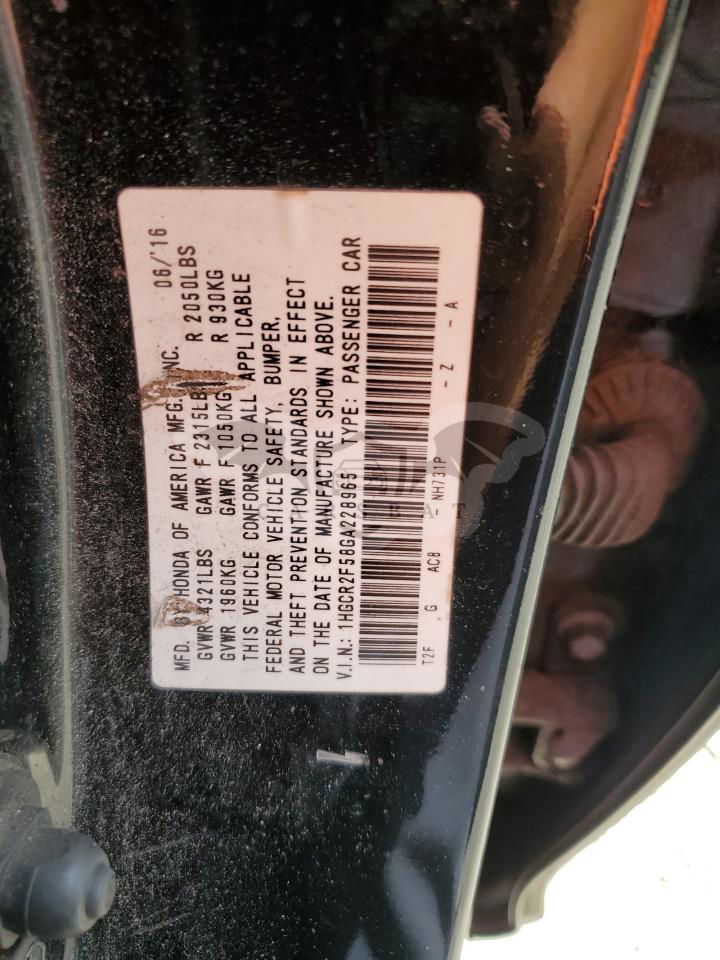 MFD. BY HONDA OF AMERICA MFG., INC. 06/'16
GVWR 4321LBS GAWR F 2315LBS R 2050LBS
GVWR 1960KG GAWR F 1050KG R 930KG
THIS VEHICLE CONFORMS TO ALL APPLICABLE
FEDERAL MOTOR VEHICLE SAFETY, BUMPER,
AND THEFT PREVENTION STANDARDS IN EFFECT
ON THE DATE OF MANUFACTURE SHOWN ABOVE.
V.I.N.: 1HGCR2F58GA228965 TYPE: PASSENGER CAR
T2F G AC8 - NH731P - Z - A
CARSBAT